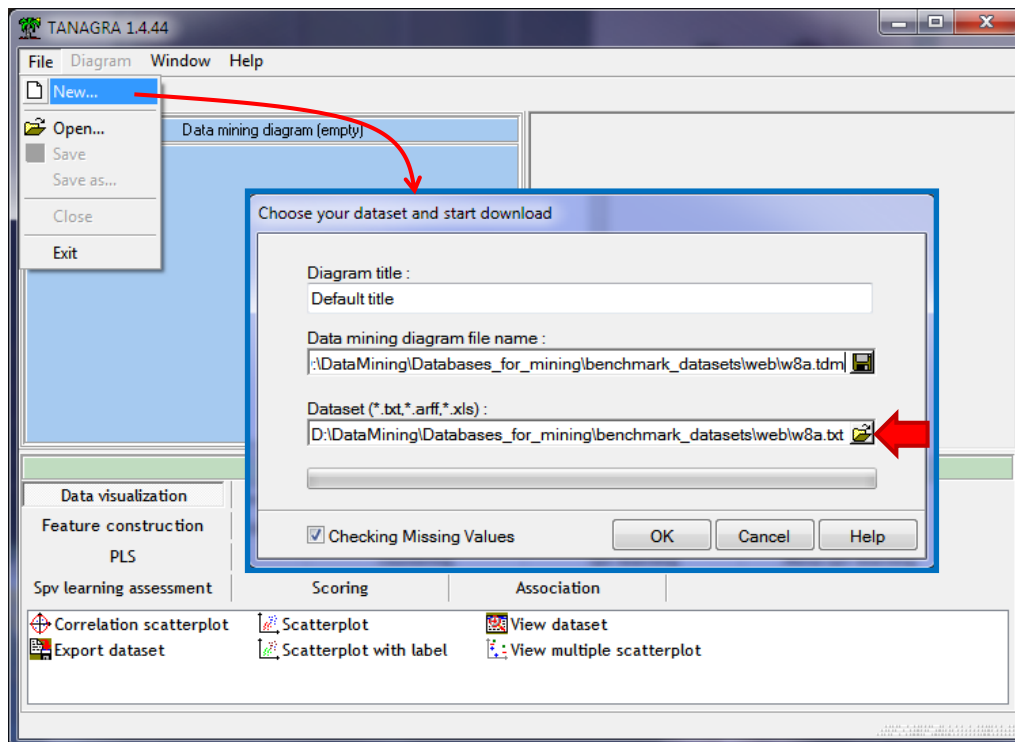 TANAGRA 1.4.44
File Diagram Window Help
New...
Open...
Save
Save as...
Close
Exit
Data mining diagram (empty)
Choose your dataset and start download
Diagram title :
Default title
Data mining diagram file name :
:\DataMining\Databases_for_mining\benchmark_datasets\web\w8a.tdm
Dataset (*.txt,*.arff,*.xls) :
D:\DataMining\Databases_for_mining\benchmark_datasets\web\w8a.txt
Checking Missing Values
OK Cancel Help
Data visualization
Feature construction
PLS
Spv learning assessment Scoring Association
Correlation scatterplot Scatterplot View dataset
Export dataset Scatterplot with label View multiple scatterplot